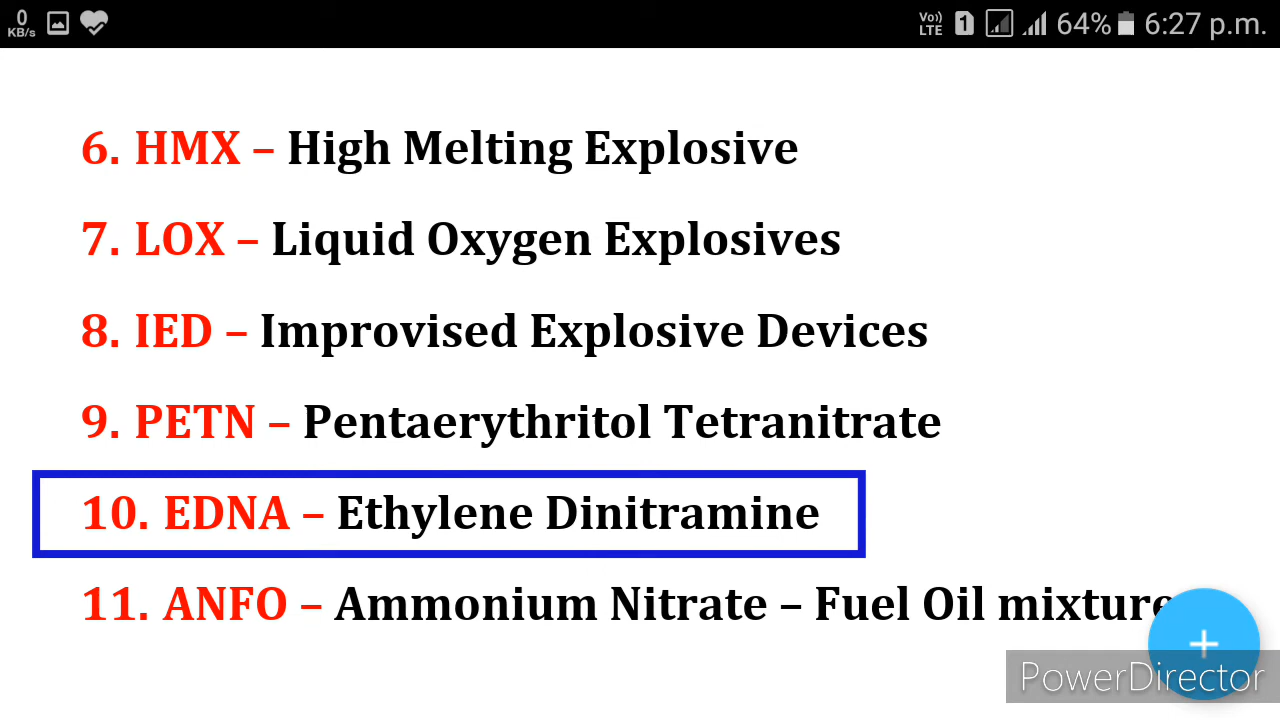 0
KB/s
Vo))
LTE
1
64%
6:27 p.m.
6. HMX – High Melting Explosive
7. LOX – Liquid Oxygen Explosives
8. IED – Improvised Explosive Devices
9. PETN – Pentaerythritol Tetranitrate
10. EDNA – Ethylene Dinitramine
11. ANFO – Ammonium Nitrate – Fuel Oil mixture
+
PowerDirector